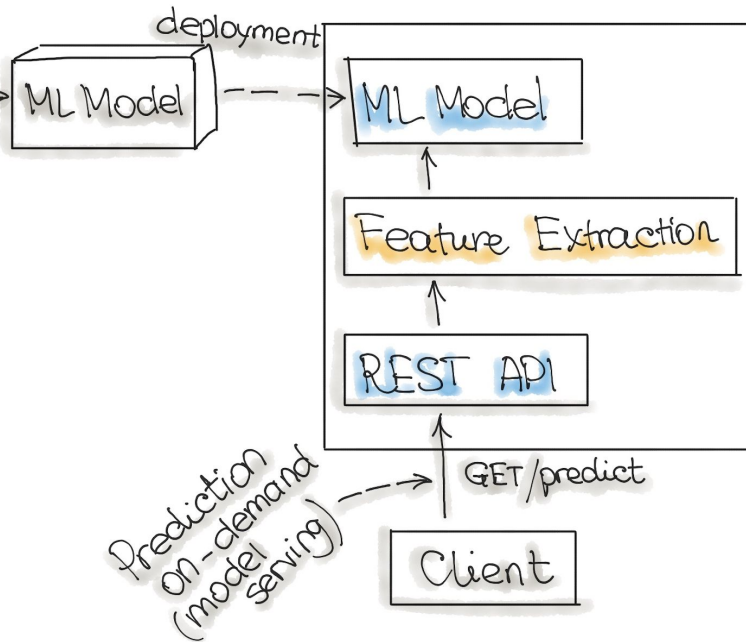 deployment
ML Model
ML Model
Feature Extraction
REST API
GET/predict
Prediction
on-demand
(model
serving)
Client